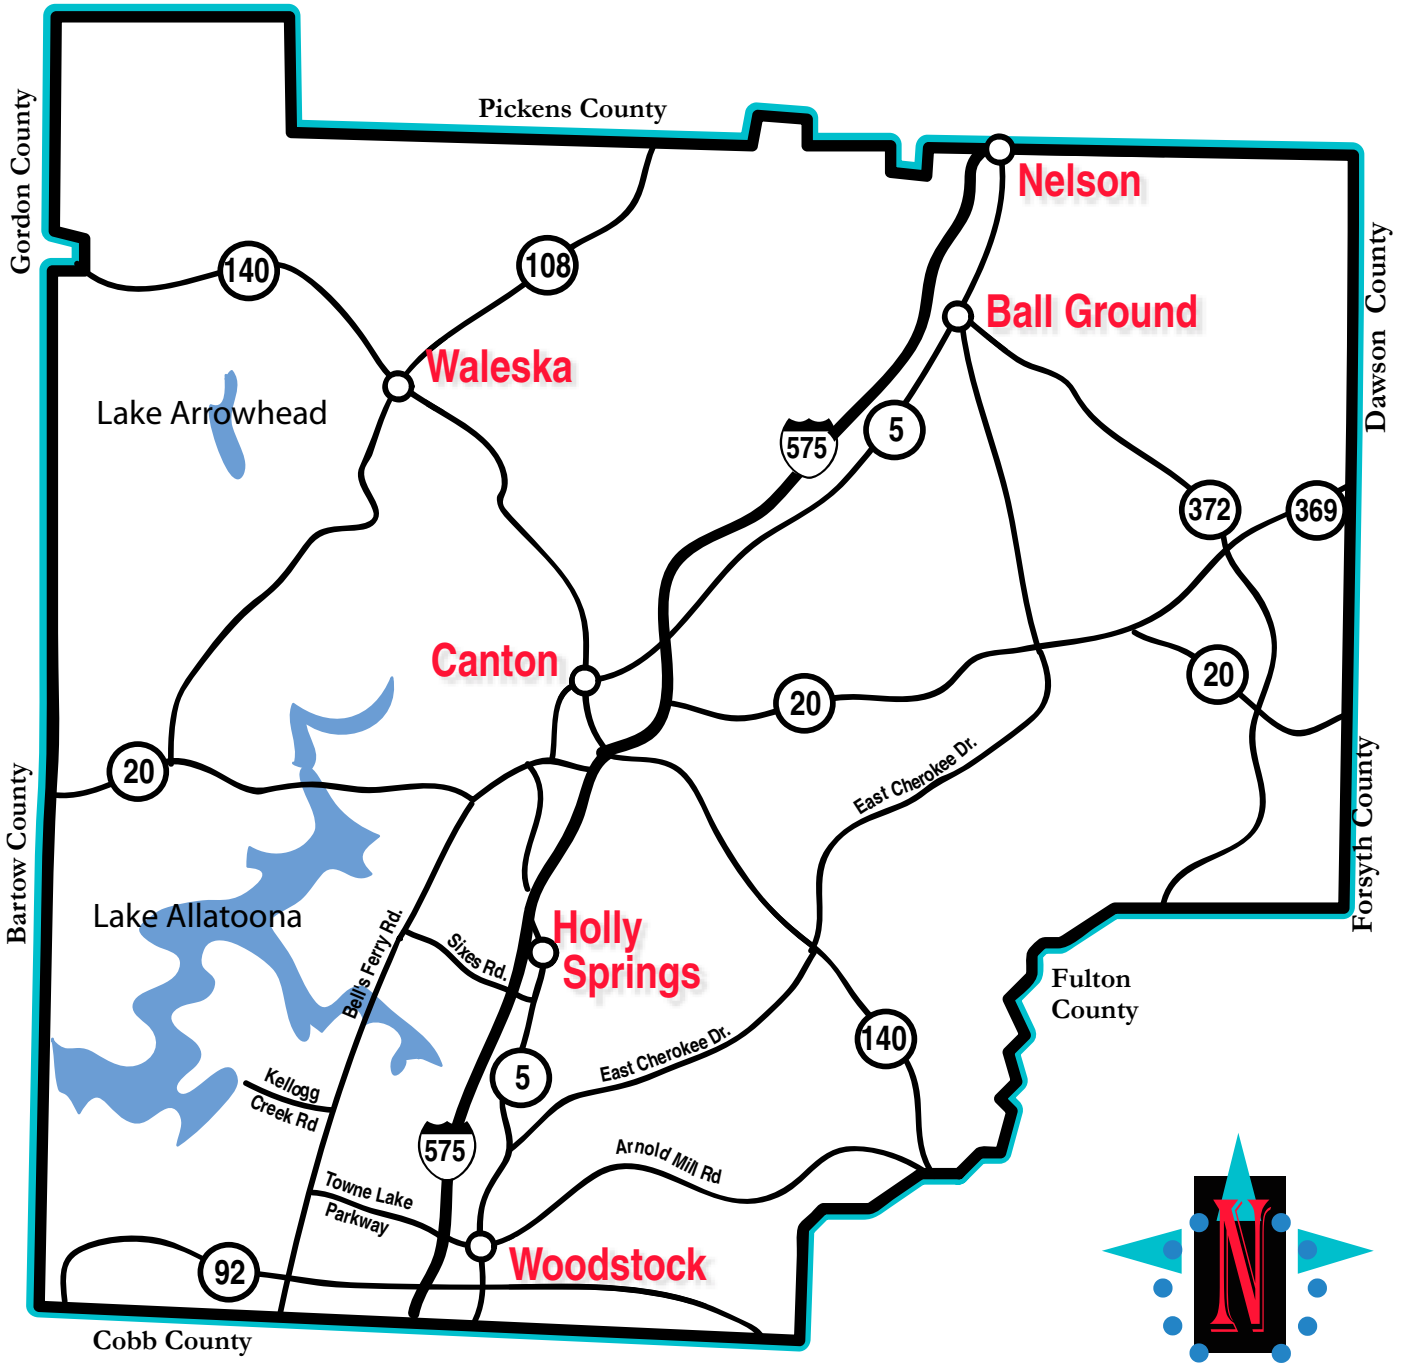 Pickens County
Gordon County
Nelson
140
108
Ball Ground
Dawson County
Waleska
Lake Arrowhead
575
5
372
369
Canton
20
20
20
East Cherokee Dr.
Bartow County
Forsyth County
Lake Allatoona
Bell's Ferry Rd.
Sixes Rd.
Holly
Springs
Fulton
County
140
East Cherokee Dr.
5
Kellogg
Creek Rd
575
Arnold Mill Rd
Towne Lake
Parkway
Woodstock
92
N
Cobb County